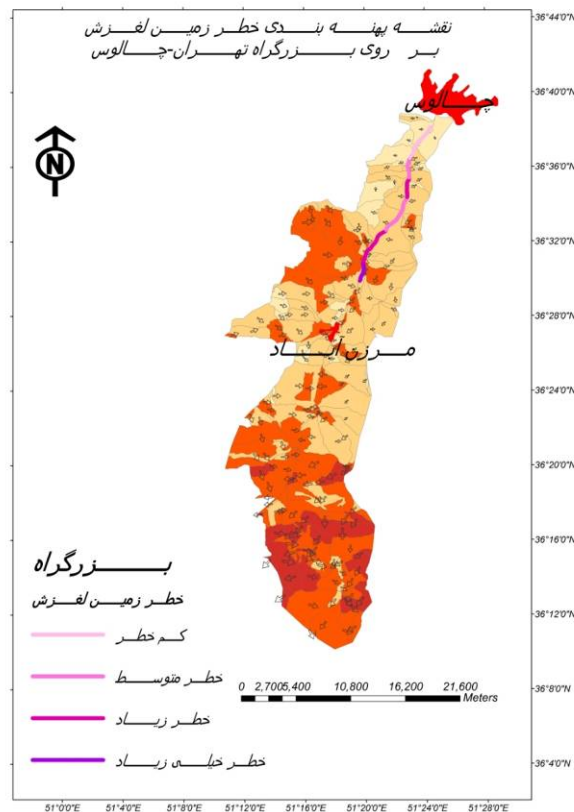 نقشه پهنه بندی خطر زمین لغزش
بر روی بزرگراه تهران-چالوس
36°44'0"N
36°40'0"N
36°36'0"N
36°32'0"N
36°28'0"N
36°24'0"N
36°20'0"N
36°16'0"N
36°12'0"N
36°8'0"N
36°4'0"N
چالوس
N
مرزن آباد
بزرگراه
خطر زمین لغزش
کم خطر
خطر متوسط
خطر زیاد
خطر خیلی زیاد
0 2,700 5,400 10,800 16,200 21,600
Meters
51°0'0"E 51°4'0"E 51°8'0"E 51°12'0"E 51°16'0"E 51°20'0"E 51°24'0"E 51°28'0"E